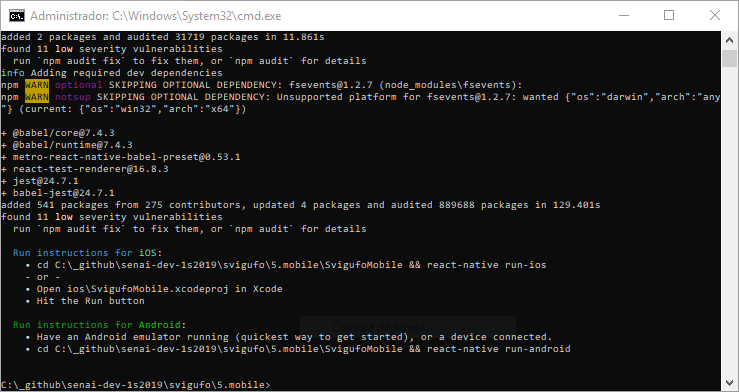 Administrador: C:\Windows\System32\cmd.exe
added 2 packages and audited 31719 packages in 11.861s
found 11 low severity vulnerabilities
  run `npm audit fix` to fix them, or `npm audit` for details
info Adding required dev dependencies
npm WARN optional SKIPPING OPTIONAL DEPENDENCY: fsevents@1.2.7 (node_modules\fsevents):
npm WARN notsup SKIPPING OPTIONAL DEPENDENCY: Unsupported platform for fsevents@1.2.7: wanted {"os":"darwin","arch":"any
"} (current: {"os":"win32","arch":"x64"})
+ @babel/core@7.4.3
+ @babel/runtime@7.4.3
+ metro-react-native-babel-preset@0.53.1
+ react-test-renderer@16.8.3
+ jest@24.7.1
+ babel-jest@24.7.1
added 541 packages from 275 contributors, updated 4 packages and audited 889688 packages in 129.401s
found 11 low severity vulnerabilities
  run `npm audit fix` to fix them, or `npm audit` for details
  Run instructions for iOS:
    • cd C:\_github\senai-dev-1s2019\svigufo\5.mobile\SvigufoMobile && react-native run-ios
    - or -
    • Open ios\SvigufoMobile.xcodeproj in Xcode
    • Hit the Run button
  Run instructions for Android:
    • Have an Android emulator running (quickest way to get started), or a device connected.
    • cd C:\_github\senai-dev-1s2019\svigufo\5.mobile\SvigufoMobile && react-native run-android
C:\_github\senai-dev-1s2019\svigufo\5.mobile>